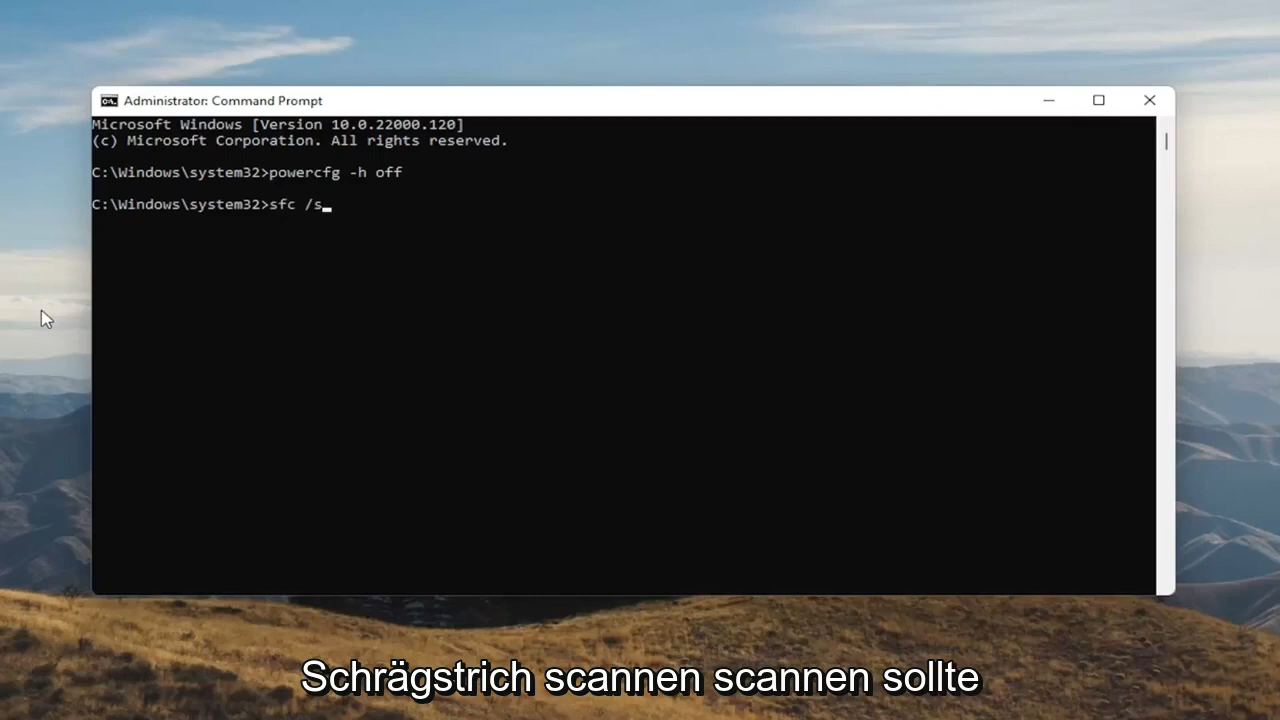 Administrator: Command Prompt
Microsoft Windows [Version 10.0.22000.120]
(c) Microsoft Corporation. All rights reserved.
C:\Windows\system32>powercfg -h off
C:\Windows\system32>sfc /s
Schrägstrich scannen scannen sollte